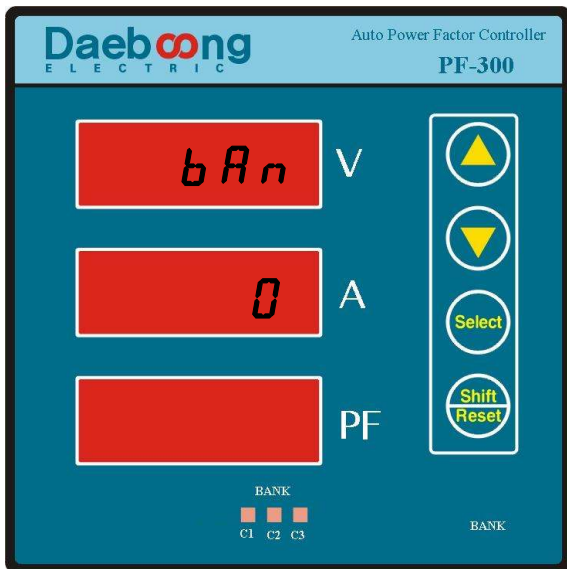 Daeboong
ELECTRIC
Auto Power Factor Controller
PF-300
bAn
V
0
A
PF
Select
Shift
Reset
BANK
C1 C2 C3
BANK